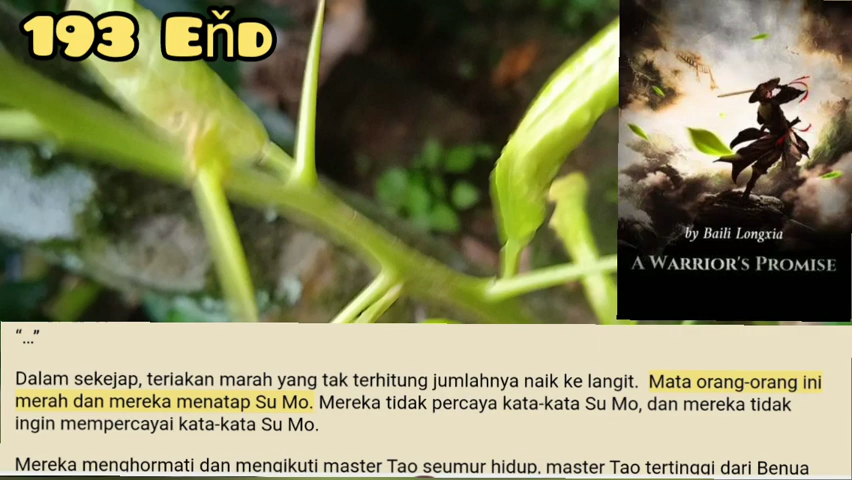 193 Eňd
by Baili Longxia
A Warrior's Promise
“...”
Dalam sekejap, teriakan marah yang tak terhitung jumlahnya naik ke langit. Mata orang-orang ini
merah dan mereka menatap Su Mo. Mereka tidak percaya kata-kata Su Mo, dan mereka tidak
ingin mempercayai kata-kata Su Mo.
Mereka menghormati dan mengikuti master Tao seumur hidup, master Tao tertinggi dari Benua